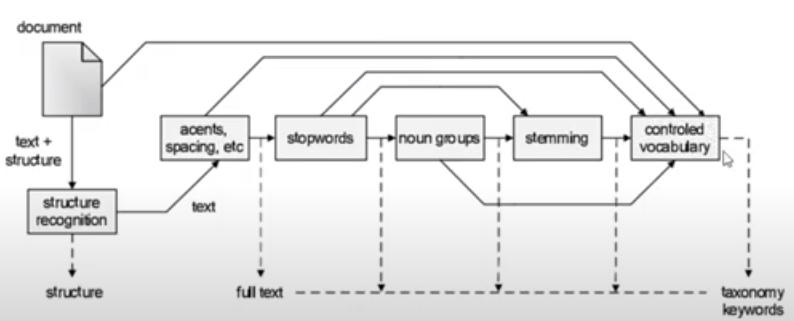 document
text +
structure
structure
recognition
structure
text
acents,
spacing, etc
stopwords
noun groups
stemming
controled
vocabulary
full text
taxonomy
keywords